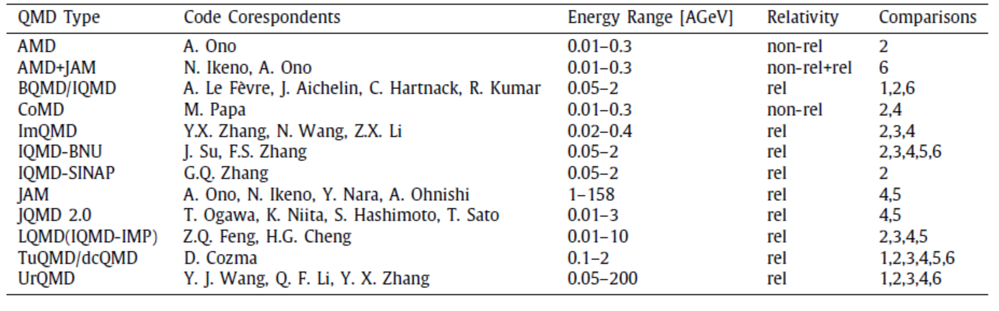 QMD Type Code Corespondents Energy Range [AGeV] Relativity Comparisons
AMD A. Ono 0.01–0.3 non-rel 2
AMD+JAM N. Ikeno, A. Ono 0.01–0.3 non-rel+rel 6
BQMD/IQMD A. Le Fèvre, J. Aichelin, C. Hartnack, R. Kumar 0.05–2 rel 1,2,6
CoMD M. Papa 0.01–0.3 non-rel 2,4
ImQMD Y.X. Zhang, N. Wang, Z.X. Li 0.02–0.4 rel 2,3,4
IQMD-BNU J. Su, F.S. Zhang 0.05–2 rel 2,3,4,5,6
IQMD-SINAP G.Q. Zhang 0.05–2 rel 2
JAM A. Ono, N. Ikeno, Y. Nara, A. Ohnishi 1–158 rel 4,5
JQMD 2.0 T. Ogawa, K. Niita, S. Hashimoto, T. Sato 0.01–3 rel 4,5
LQMD(IQMD-IMP) Z.Q. Feng, H.G. Cheng 0.01–10 rel 2,3,4,5
TuQMD/dcQMD D. Cozma 0.1–2 rel 1,2,3,4,5,6
UrQMD Y. J. Wang, Q. F. Li, Y. X. Zhang 0.05–200 rel 1,2,3,4,6